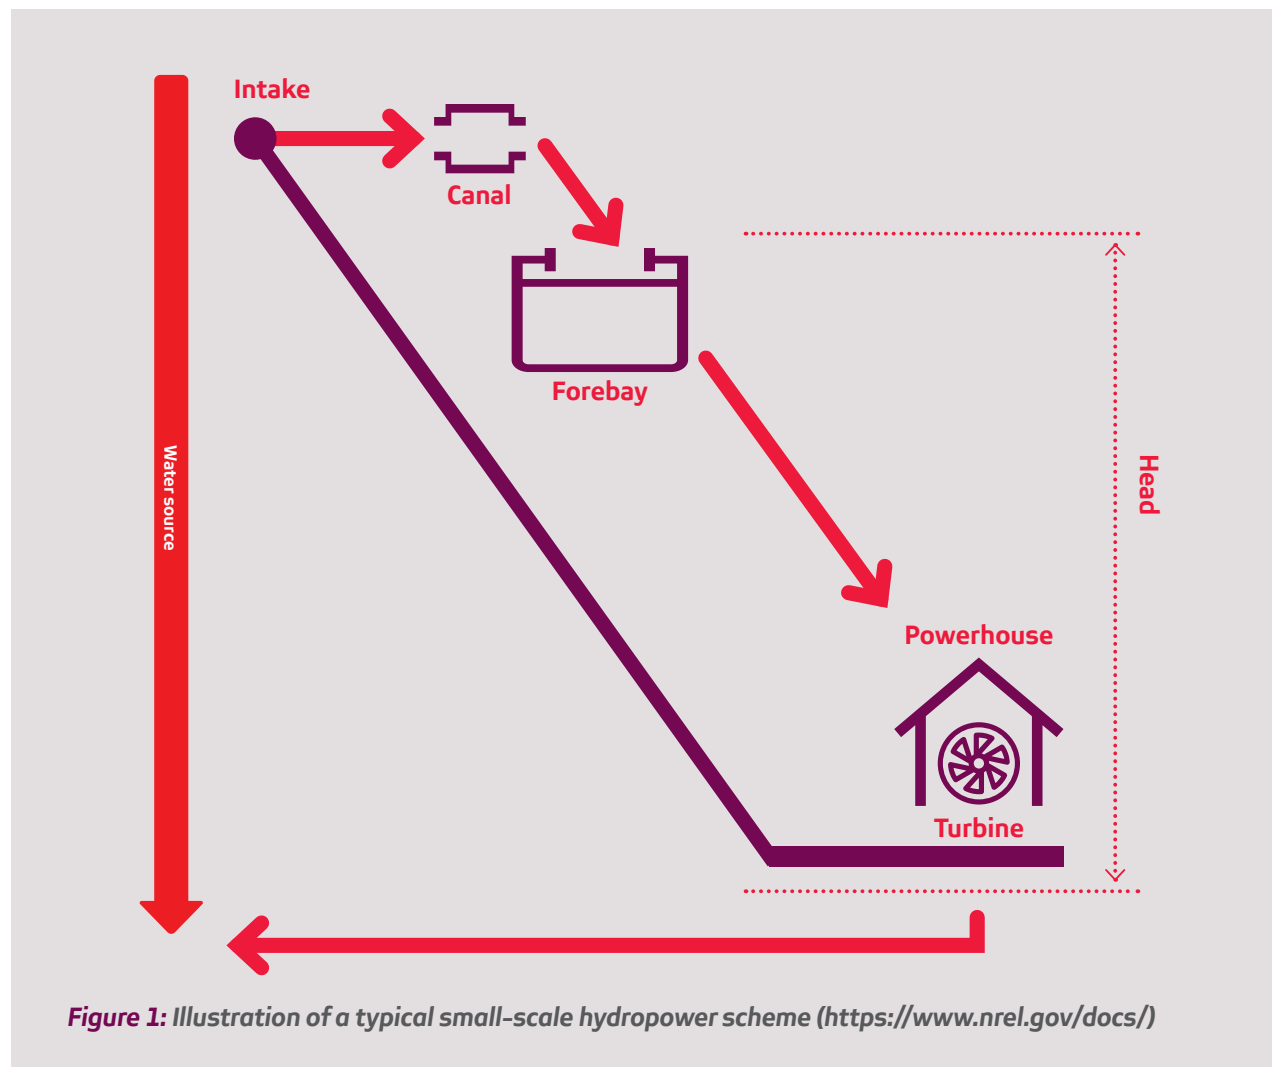 Intake
Canal
Forebay
Water source
Head
Powerhouse
Turbine
Figure 1: Illustration of a typical small-scale hydropower scheme (https://www.nrel.gov/docs/)